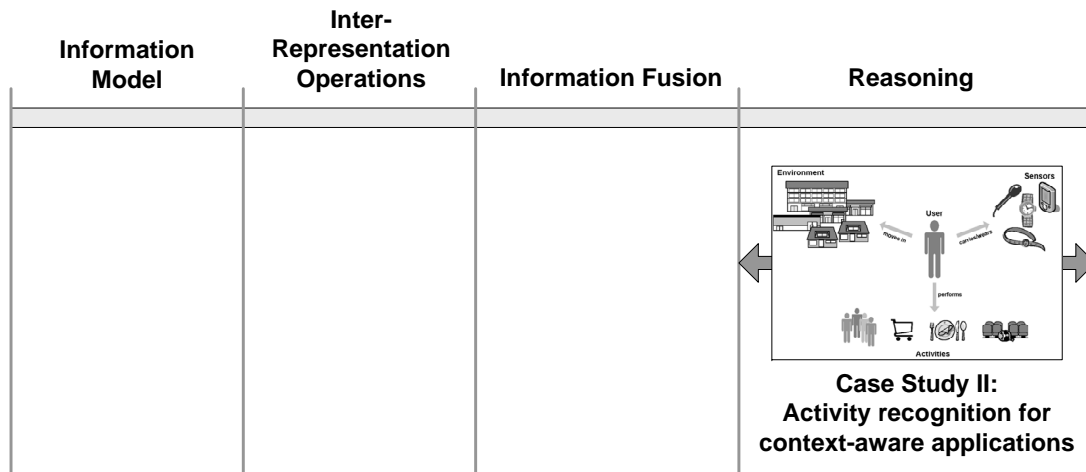 Information
Model
Inter-
Representation
Operations
Information Fusion
Reasoning
Environment
Sensors
User
moves in
carries/wears
performs
Activities
Case Study II:
Activity recognition for
context-aware applications